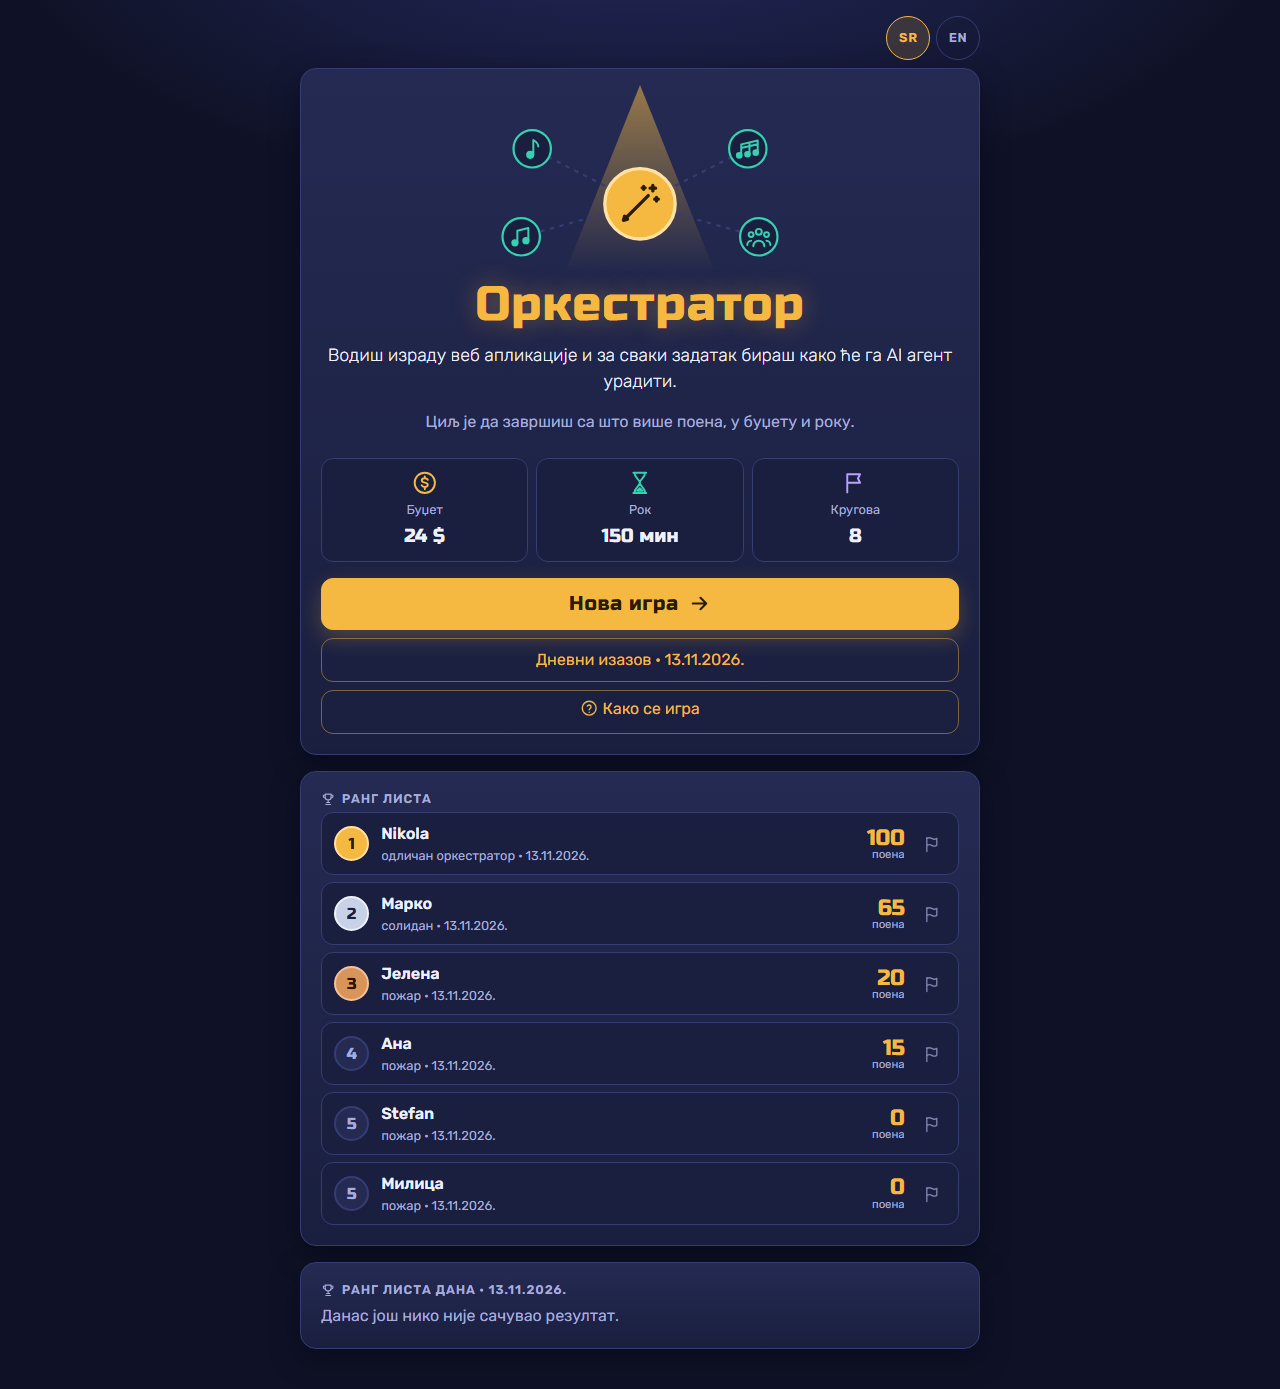 SR
EN
Оркестратор
Водиш израду веб апликације и за сваки задатак бираш како ће га AI агент
урадити.
Циљ је да завршиш са што више поена, у буџету и року.
Буџет
24 $
Рок
150 мин
Кругова
8
Нова игра →
Дневни изазов • 13.11.2026.
Како се игра
РАНГ ЛИСТА
1
Nikola
одличан оркестратор • 13.11.2026.
100
поена
2
Марко
солидан • 13.11.2026.
65
поена
3
Јелена
пожар • 13.11.2026.
20
поена
4
Ана
пожар • 13.11.2026.
15
поена
5
Stefan
пожар • 13.11.2026.
0
поена
5
Милица
пожар • 13.11.2026.
0
поена
РАНГ ЛИСТА ДАНА • 13.11.2026.
Данас још нико није сачувао резултат.